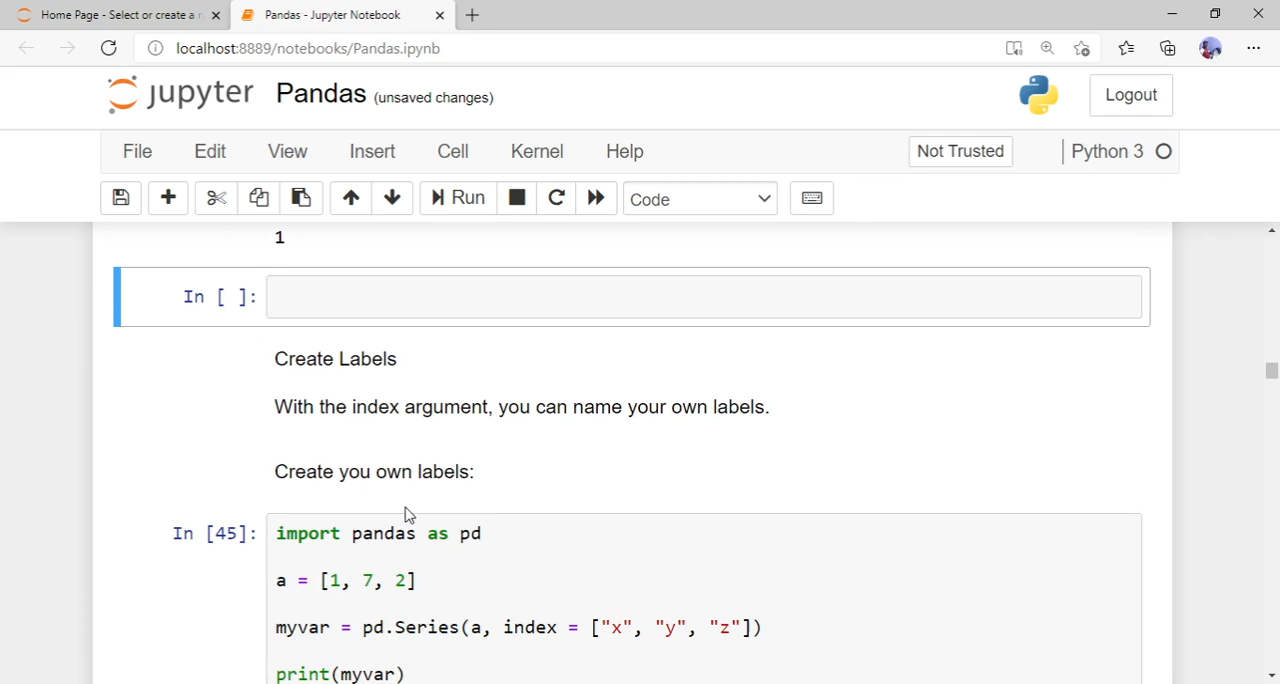 Home Page - Select or create a n
Pandas - Jupyter Notebook
localhost:8889/notebooks/Pandas.ipynb
jupyter Pandas (unsaved changes)
Logout
File Edit View Insert Cell Kernel Help Not Trusted Python 3
Run Code
1
In [ ]:
Create Labels
With the index argument, you can name your own labels.
Create you own labels:
In [45]: import pandas as pd
a = [1, 7, 2]
myvar = pd.Series(a, index = ["x", "y", "z"])
print(myvar)